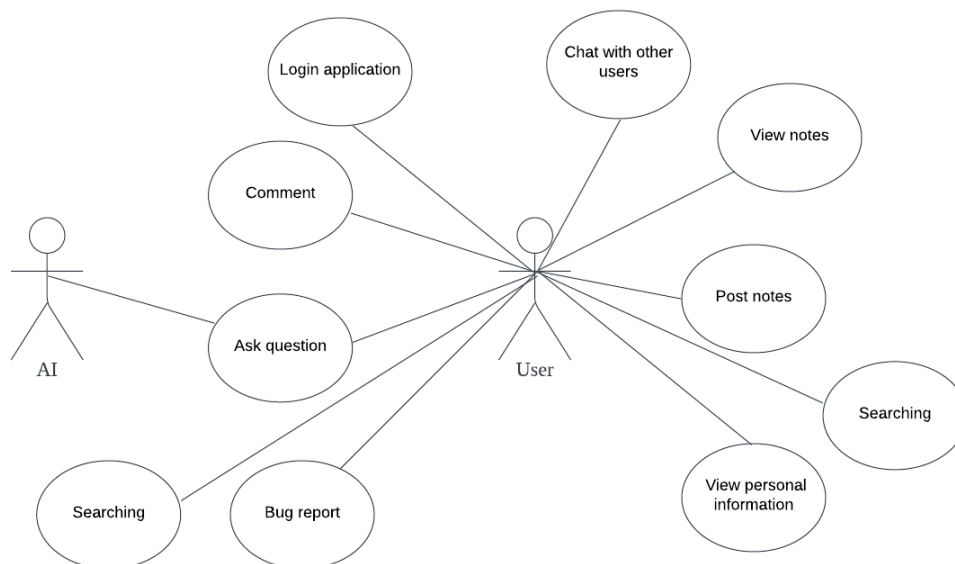 Login application
Chat with other
users
View notes
Comment
Post notes
Ask question
AI
User
Searching
View personal
information
Searching
Bug report